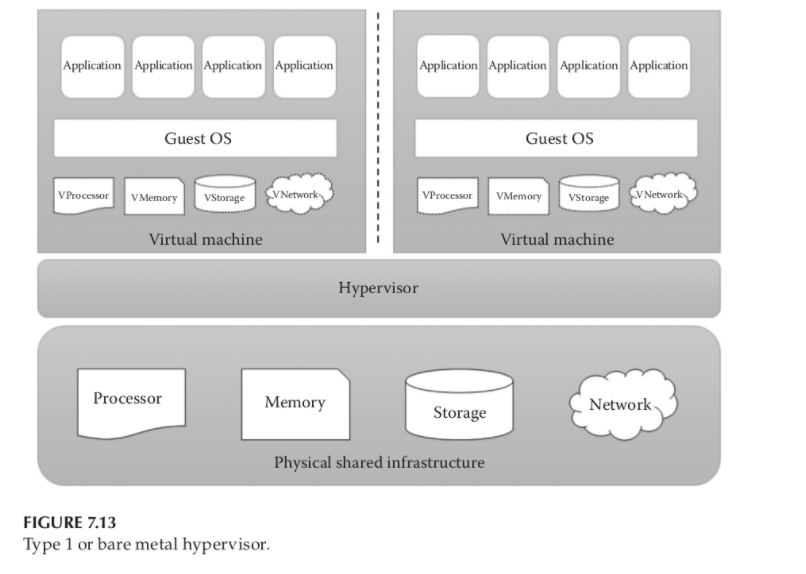 Application Application Application Application Application Application Application Application
Guest OS Guest OS
VProcessor VMemory VStorage VNetwork VProcessor VMemory VStorage VNetwork
Virtual machine Virtual machine
Hypervisor
Processor Memory Storage Network
Physical shared infrastructure
FIGURE 7.13
Type 1 or bare metal hypervisor.